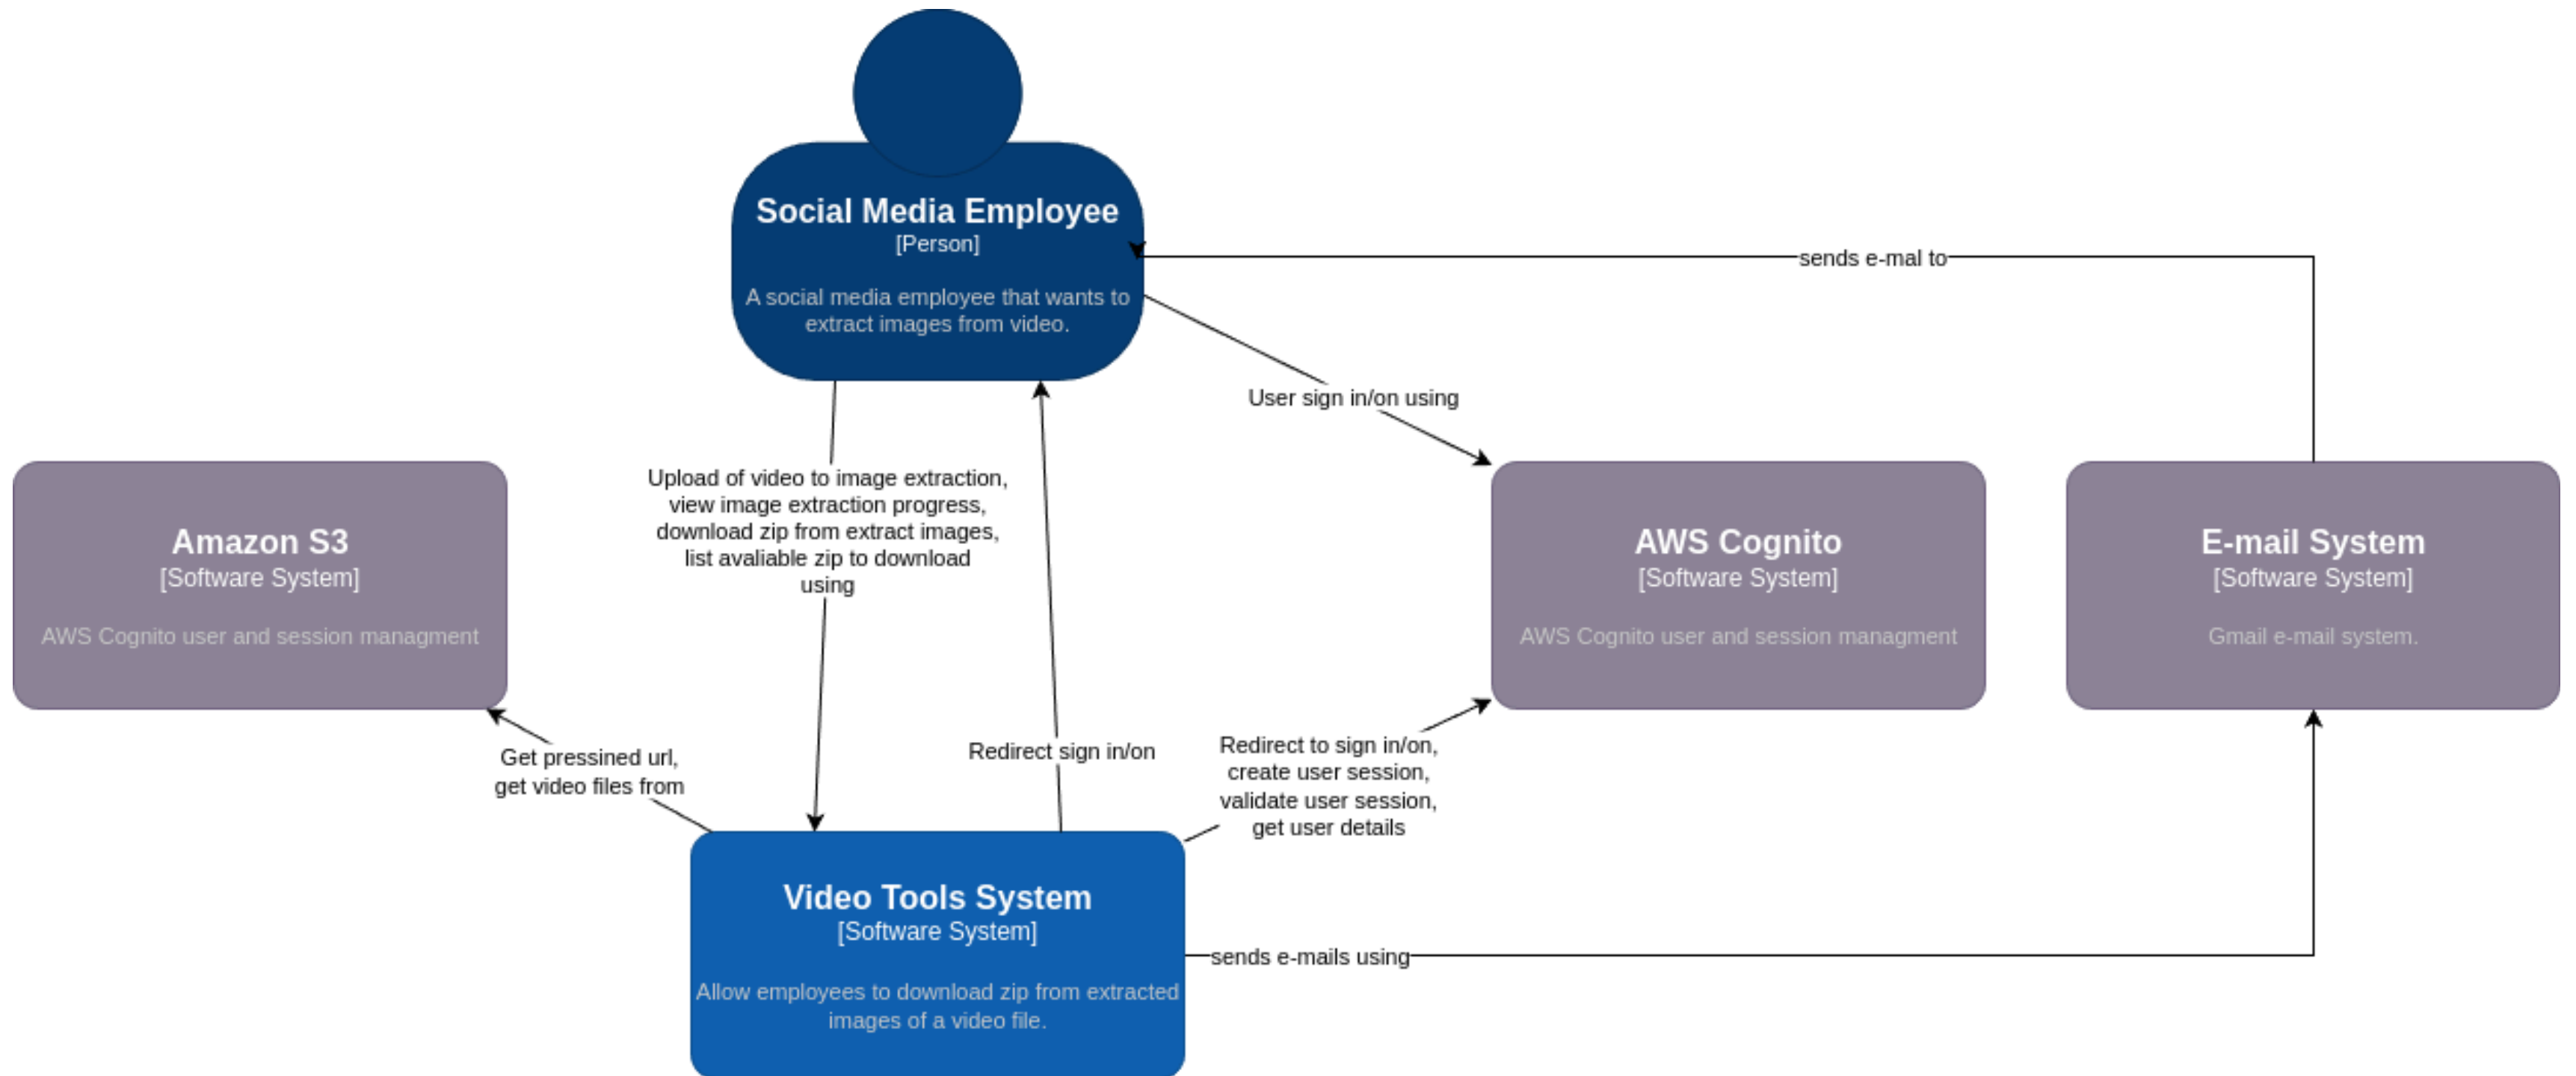 Social Media Employee
[Person]
A social media employee that wants to
extract images from video.
sends e-mal to
User sign in/on using
Upload of video to image extraction,
view image extraction progress,
download zip from extract images,
list avaliable zip to download
using
Amazon S3
[Software System]
AWS Cognito user and session managment
AWS Cognito
[Software System]
AWS Cognito user and session managment
E-mail System
[Software System]
Gmail e-mail system.
Get pressined url,
get video files from
Redirect sign in/on
Redirect to sign in/on,
create user session,
validate user session,
get user details
Video Tools System
[Software System]
Allow employees to download zip from extracted
images of a video file.
sends e-mails using